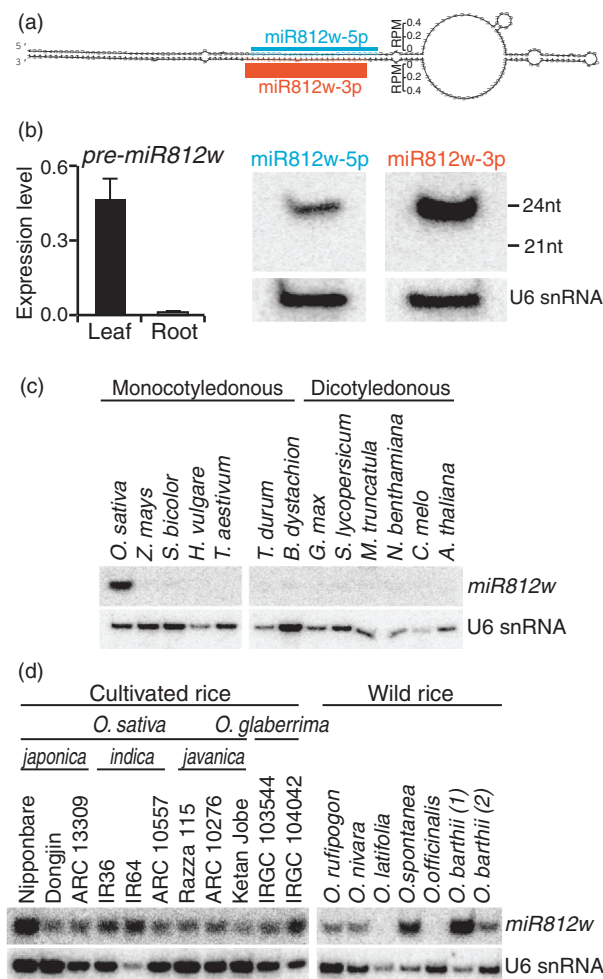 (a)
miR812w-5p
5'
3'
miR812w-3p
RPM
0.4
0.2
0
RPM
0
0.2
0.4
(b)
pre-miR812w
Expression level
0.6
0.3
0.0
Leaf Root
miR812w-5p miR812w-3p
24nt
21nt
U6 snRNA
(c)
Monocotyledonous Dicotyledonous
O. sativa
Z. mays
S. bicolor
H. vulgare
T. aestivum
T. durum
B. dystachion
G. max
S. lycopersicum
M. truncatula
N. benthamiana
C. melo
A. thaliana
miR812w
U6 snRNA
(d)
Cultivated rice Wild rice
O. sativa O. glaberrima
japonica indica javanica
Nipponbare
Dongjin
ARC 13309
IR36
IR64
ARC 10557
Razza 115
ARC 10276
Ketan Jobe
IRGC 103544
IRGC 104042
O. rufipogon
O. nivara
O. latifolia
O.spontanea
O.officinalis
O. barthii (1)
O. barthii (2)
miR812w
U6 snRNA